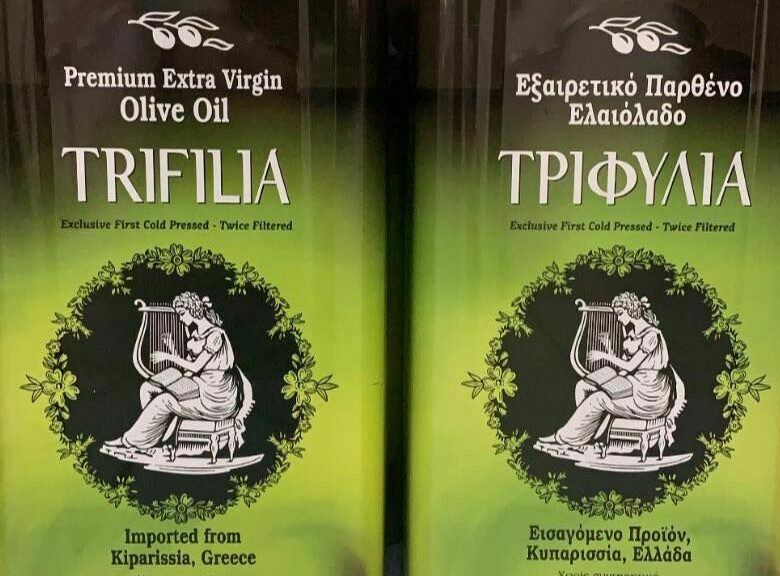 Premium Extra Virgin
Olive Oil
TRIFILIA
Exclusive First Cold Pressed - Twice Filtered
Imported from
Kiparissia, Greece
Εξαιρετικό Παρθένο
Ελαιόλαδο
ΤΡΙΦΥΛΙΑ
Exclusive First Cold Pressed - Twice Filtered
Εισαγόμενο Προϊόν,
Κυπαρισσία, Ελλάδα